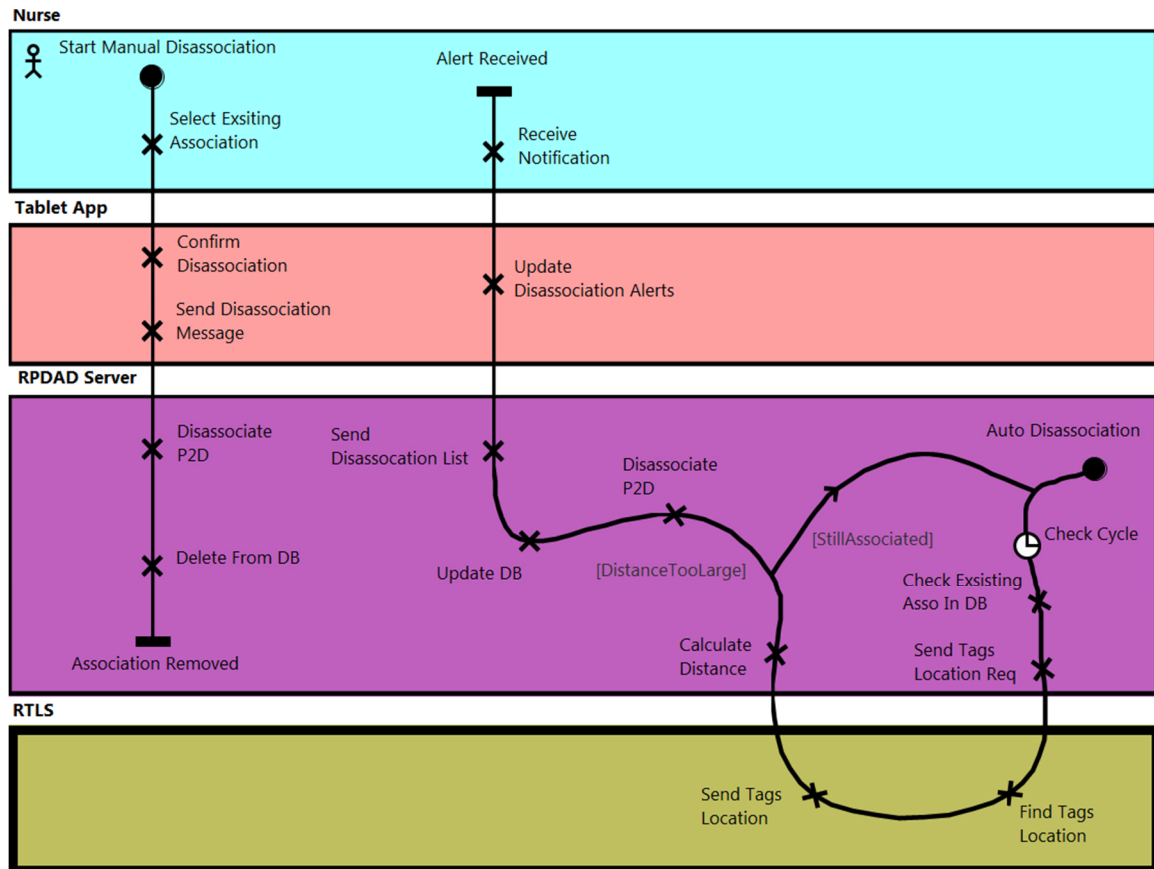 Nurse
Start Manual Disassociation
Alert Received
Select Exsiting
Association
Receive
Notification
Tablet App
Confirm
Disassociation
Update
Disassociation Alerts
Send Disassociation
Message
RPDAD Server
Disassociate
P2D
Send
Disassocation List
Auto Disassociation
Disassociate
P2D
[StillAssociated]
Check Cycle
Delete From DB
Update DB
[DistanceTooLarge]
Check Exsisting
Asso In DB
Association Removed
Calculate
Distance
Send Tags
Location Req
RTLS
Send Tags
Location
Find Tags
Location